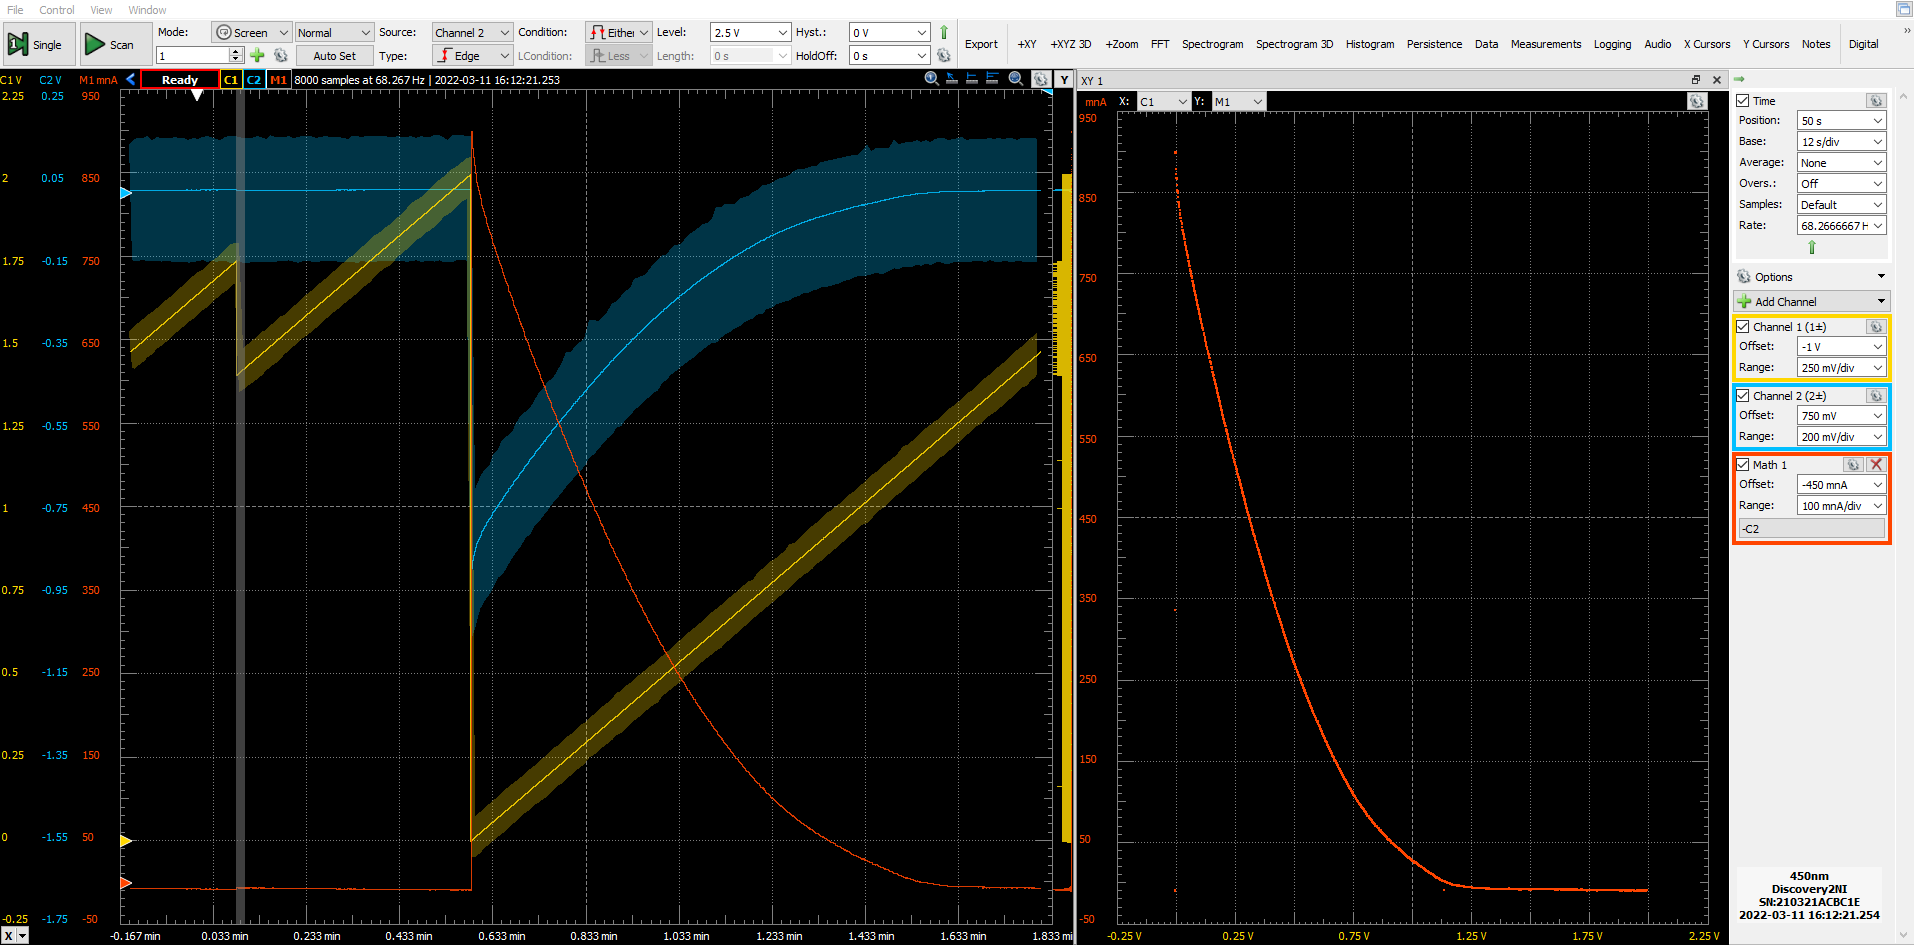 File Control View Window
Single Scan Mode: Screen Normal Source: Channel 2 Condition: Either Level: 2.5 V Hyst.: 0 V
1 Auto Set Type: Edge LCondition: Less Length: 0 s HoldOff: 0 s
Export +XY +XYZ 3D +Zoom FFT Spectrogram Spectrogram 3D Histogram Persistence Data Measurements Logging Audio X Cursors Y Cursors Notes Digital
C1 V C2 V M1 mnA Ready C1 C2 M1 8000 samples at 68.267 Hz | 2022-03-11 16:12:21.253 Y
2.25 0.25 950
2 0.05 850
1.75 -0.15 750
1.5 -0.35 650
1.25 -0.55 550
1 -0.75 450
0.75 -0.95 350
0.5 -1.15 250
0.25 -1.35 150
0 -1.55 50
-0.25 -1.75 -50
X -0.167 min 0.033 min 0.233 min 0.433 min 0.633 min 0.833 min 1.033 min 1.233 min 1.433 min 1.633 min 1.833 mi
XY 1
mnA X: C1 Y: M1
950
850
750
650
550
450
350
250
150
50
-50
-0.25 V 0.25 V 0.75 V 1.25 V 1.75 V 2.25 V
Time
Position: 50 s
Base: 12 s/div
Average: None
Overs.: Off
Samples: Default
Rate: 68.2666667 H
Options
Add Channel
Channel 1 (1±)
Offset: -1 V
Range: 250 mV/div
Channel 2 (2±)
Offset: 750 mV
Range: 200 mV/div
Math 1
Offset: -450 mnA
Range: 100 mnA/div
-C2
450nm
Discovery2NI
SN:210321ACBC1E
2022-03-11 16:12:21.254